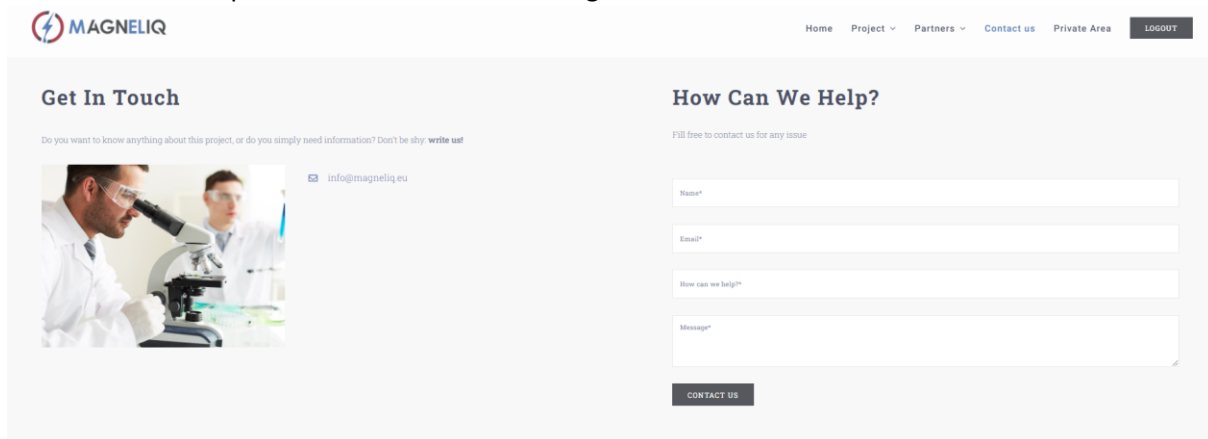 MAGNELIQ
Home Project Partners Contact us Private Area LOGOUT
Get In Touch
Do you want to know anything about this project, or do you simply need information? Don't be shy: write us!
info@magneliq.eu
How Can We Help?
Fill free to contact us for any issue
Name*
Email*
How can we help?*
Message*
CONTACT US